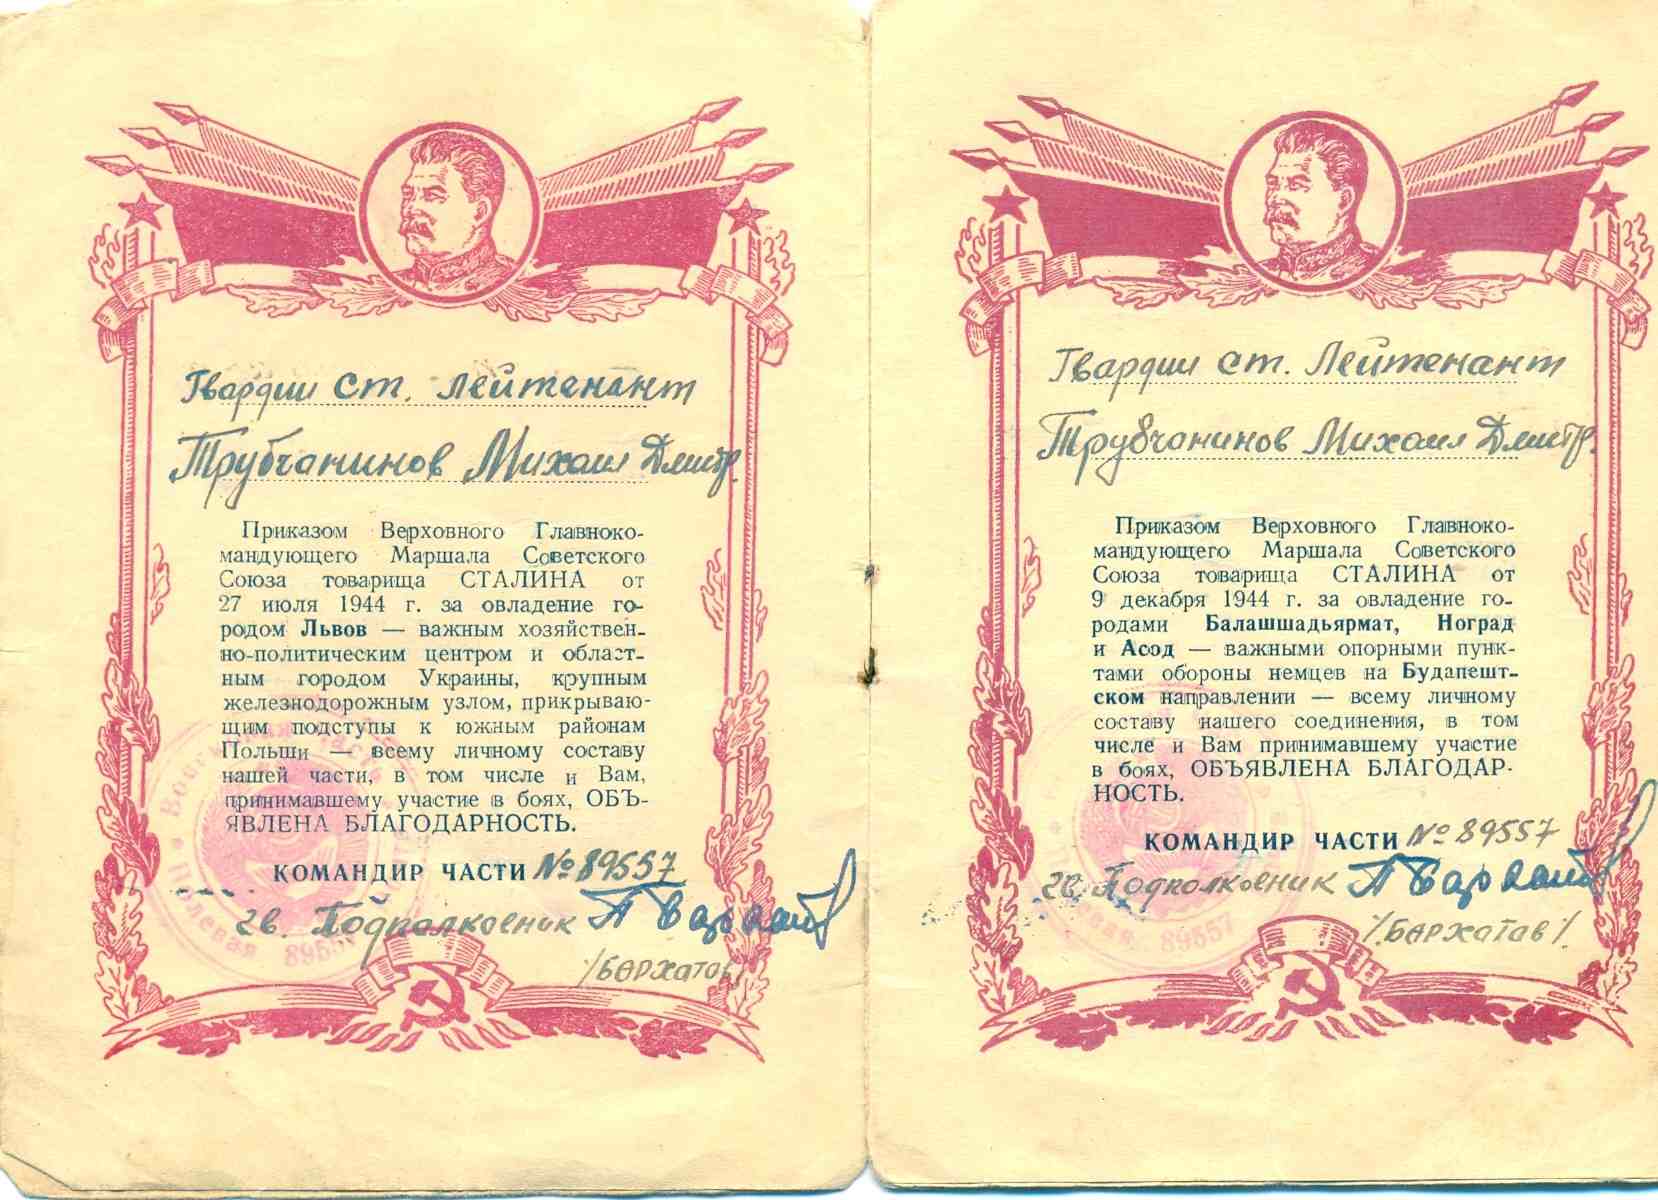 Гвардии ст. лейтенант
Трубчанинов Михаил Дмитр.
Приказом Верховного Главноко-
мандующего Маршала Советского
Союза товарища СТАЛИНА от
27 июля 1944 г. за овладение го-
родом Львов — важным хозяйствен-
но-политическим центром и област-
ным городом Украины, крупным
железнодорожным узлом, прикрываю-
щим подступы к южным районам
Польши — всему личному составу
нашей части, в том числе и Вам,
принимавшему участие в боях, ОБЪ-
ЯВЛЕНА БЛАГОДАРНОСТЬ.
КОМАНДИР ЧАСТИ № 89557
гв. Подполковник
/Бархатов/
Полевая 89557
Гвардии ст. Лейтенант
Трубчанинов Михаил Дмитр.
Приказом Верховного Главноко-
мандующего Маршала Советского
Союза товарища СТАЛИНА от
9 декабря 1944 г. за овладение го-
родами Балашшадьярмат, Ноград
и Асод — важными опорными пунк-
тами обороны немцев на Будапешт-
ском направлении — всему личному
составу нашего соединения, в том
числе и Вам принимавшему участие
в боях, ОБЪЯВЛЕНА БЛАГОДАР-
НОСТЬ.
КОМАНДИР ЧАСТИ № 89557
гв. Подполковник
/Бархатов/.
Полевая 89557